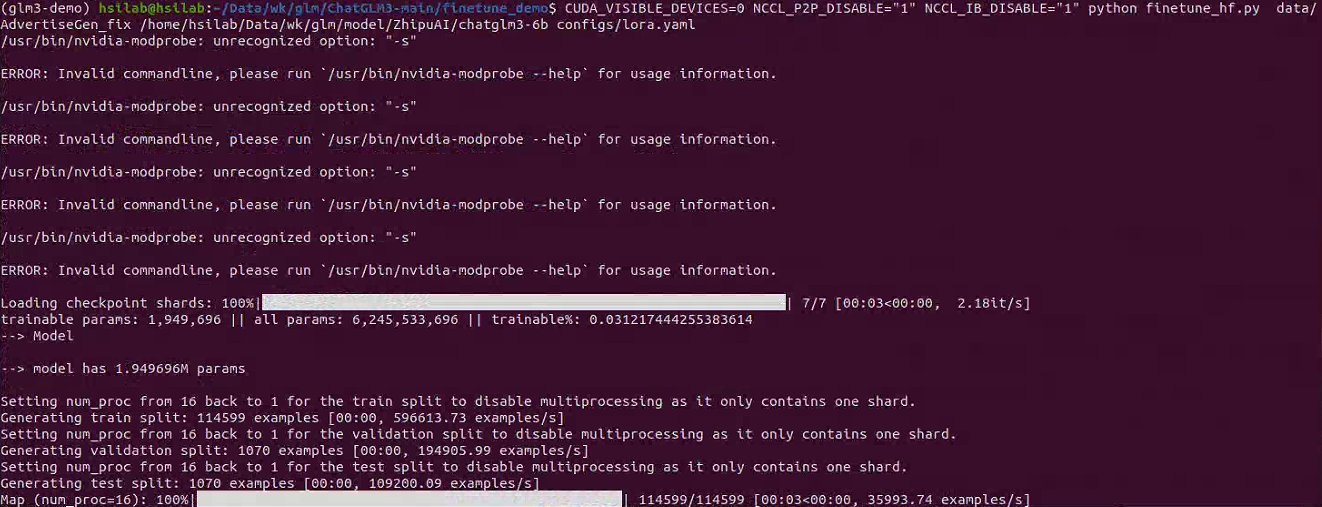 (glm3-demo) hsilab@hsilab:~/Data/wk/glm/ChatGLM3-main/finetune_demo$ CUDA_VISIBLE_DEVICES=0 NCCL_P2P_DISABLE="1" NCCL_IB_DISABLE="1" python finetune_hf.py  data/
AdvertiseGen_fix /home/hsilab/Data/wk/glm/model/ZhipuAI/chatglm3-6b configs/lora.yaml
/usr/bin/nvidia-modprobe: unrecognized option: "-s"
ERROR: Invalid commandline, please run `/usr/bin/nvidia-modprobe --help` for usage information.
/usr/bin/nvidia-modprobe: unrecognized option: "-s"
ERROR: Invalid commandline, please run `/usr/bin/nvidia-modprobe --help` for usage information.
/usr/bin/nvidia-modprobe: unrecognized option: "-s"
ERROR: Invalid commandline, please run `/usr/bin/nvidia-modprobe --help` for usage information.
/usr/bin/nvidia-modprobe: unrecognized option: "-s"
ERROR: Invalid commandline, please run `/usr/bin/nvidia-modprobe --help` for usage information.
Loading checkpoint shards: 100%| | 7/7 [00:03<00:00,  2.18it/s]
trainable params: 1,949,696 || all params: 6,245,533,696 || trainable%: 0.031217444255383614
--> Model
--> model has 1.949696M params
Setting num_proc from 16 back to 1 for the train split to disable multiprocessing as it only contains one shard.
Generating train split: 114599 examples [00:00, 596613.73 examples/s]
Setting num_proc from 16 back to 1 for the validation split to disable multiprocessing as it only contains one shard.
Generating validation split: 1070 examples [00:00, 194905.99 examples/s]
Setting num_proc from 16 back to 1 for the test split to disable multiprocessing as it only contains one shard.
Generating test split: 1070 examples [00:00, 109200.09 examples/s]
Map (num_proc=16): 100%| | 114599/114599 [00:03<00:00, 35993.74 examples/s]